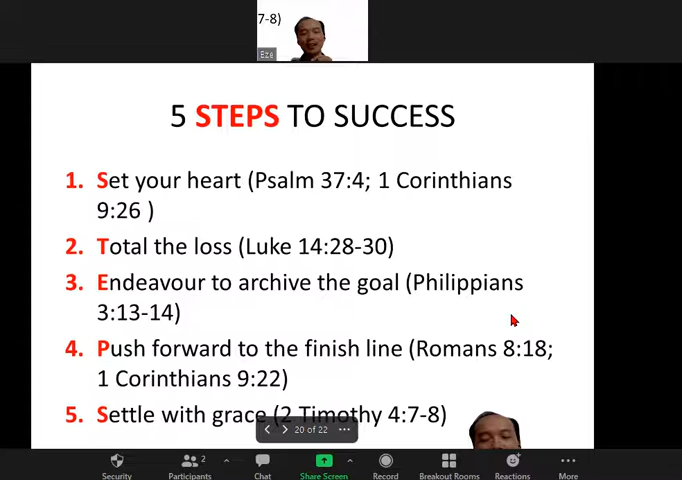 7-8)
Eze
5 STEPS TO SUCCESS
1. Set your heart (Psalm 37:4; 1 Corinthians
9:26 )
2. Total the loss (Luke 14:28-30)
3. Endeavour to archive the goal (Philippians
3:13-14)
4. Push forward to the finish line (Romans 8:18;
1 Corinthians 9:22)
5. Settle with grace (2 Timothy 4:7-8)
20 of 22
2
Security Participants Chat Share Screen Record Breakout Rooms Reactions More